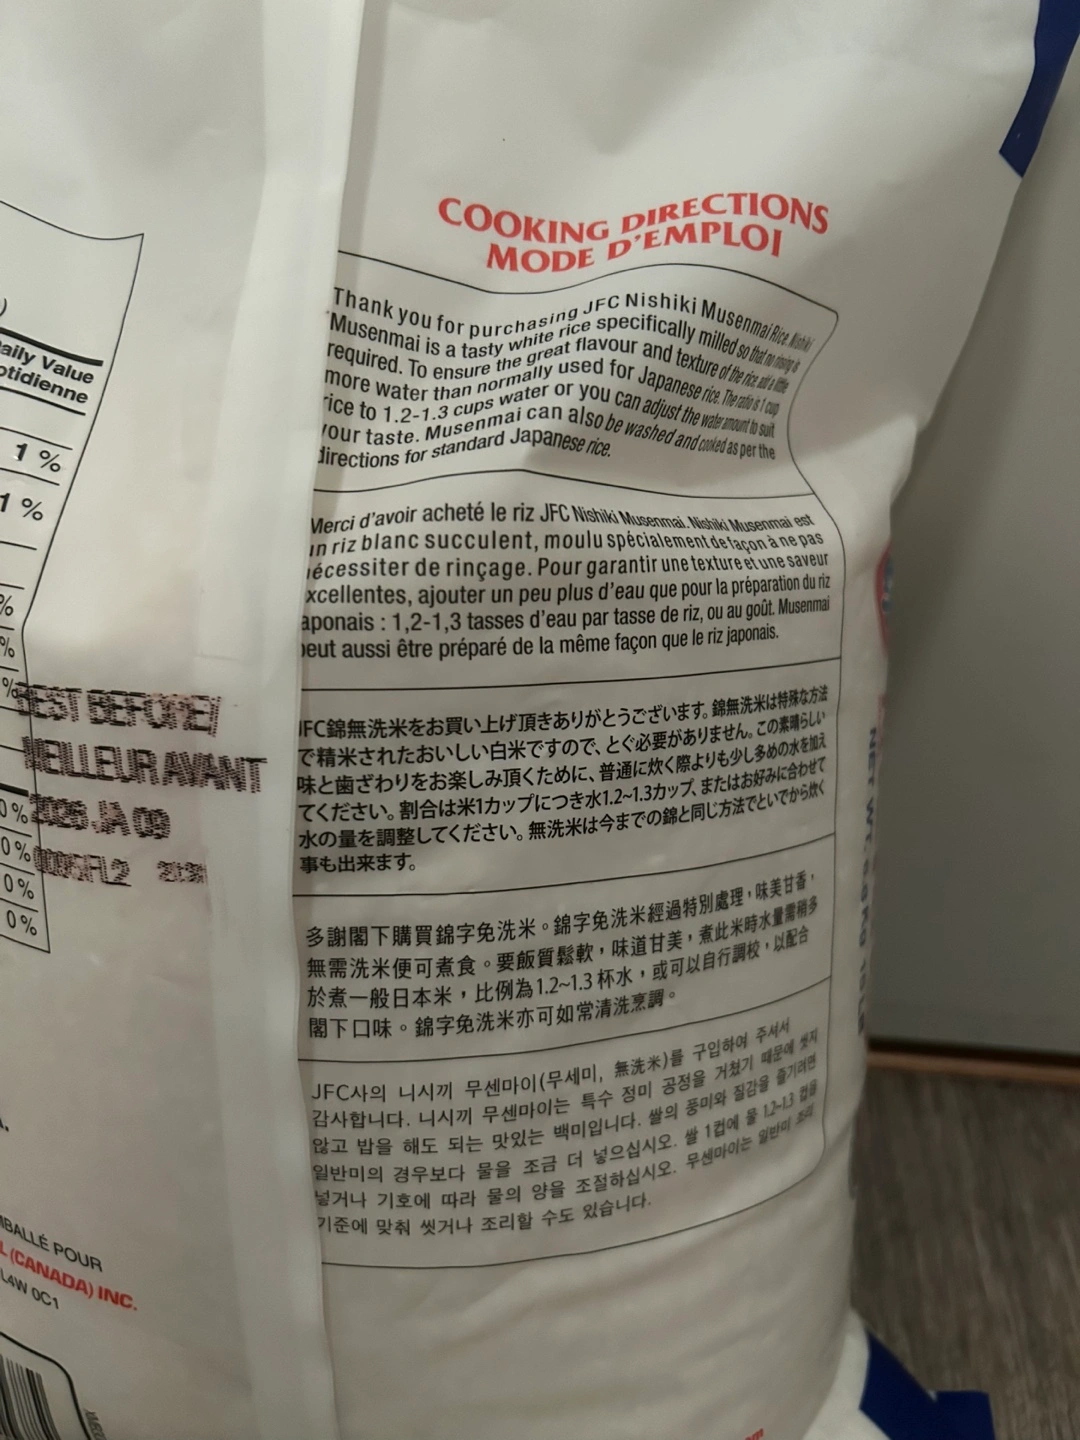 COOKING DIRECTIONS
MODE D'EMPLOI
Thank you for purchasing JFC Nishiki Musenmai Rice. Nishiki
Musenmai is a tasty white rice specifically milled so that no rinsing is
required. To ensure the great flavour and texture of the rice add a little
more water than normally used for Japanese rice. The ratio is 1 cup
rice to 1.2-1.3 cups water or you can adjust the water amount to suit
your taste. Musenmai can also be washed and cooked as per the
directions for standard Japanese rice.
Merci d'avoir acheté le riz JFC Nishiki Musenmai. Nishiki Musenmai est
un riz blanc succulent, moulu spécialement de façon à ne pas
nécessiter de rinçage. Pour garantir une texture et une saveur
xcellentes, ajouter un peu plus d'eau que pour la préparation du riz
aponais : 1,2-1,3 tasses d'eau par tasse de riz, ou au goût. Musenmai
peut aussi être préparé de la même façon que le riz japonais.
JFC錦無洗米をお買い上げ頂きありがとうございます。錦無洗米は特殊な方法
で精米されたおいしい白米ですので、とぐ必要がありません。この素晴らしい
味と歯ざわりをお楽しみ頂くために、普通に炊く際よりも少し多めの水を加え
てください。割合は米1カップにつき水1.2~1.3カップ、またはお好みに合わせて
水の量を調整してください。無洗米は今までの錦と同じ方法でといでから炊く
事も出来ます。
多謝閣下購買錦字免洗米。錦字免洗米經過特別處理，味美甘香，
無需洗米便可煮食。要飯質鬆軟，味道甘美，煮此米時水量需稍多
於煮一般日本米，比例為1.2~1.3杯水，或可以自行調校，以配合
閣下口味。錦字免洗米亦可如常清洗烹調。
JFC사의 니시끼 무센마이(무세미, 無洗米)를 구입하여 주셔서
감사합니다. 니시끼 무센마이는 특수 정미 공정을 거쳤기 때문에 씻지
않고 밥을 해도 되는 맛있는 백미입니다. 쌀의 풍미와 질감을 즐기려면
일반미의 경우보다 물을 조금 더 넣으십시오. 쌀 1컵에 물 1.2-1.3 컵을
넣거나 기호에 따라 물의 양을 조절하십시오. 무센마이는 일반미 조리
기준에 맞춰 씻거나 조리할 수도 있습니다.
aily Value
otidienne
1 %
1 %
%
%
%
0 %
0 %
0 %
0 %
BEST BEFORE/
MEILLEUR AVANT
2026 JA 09
MBALLÉ POUR
L (CANADA) INC.
L4W 0C1
NET WT.